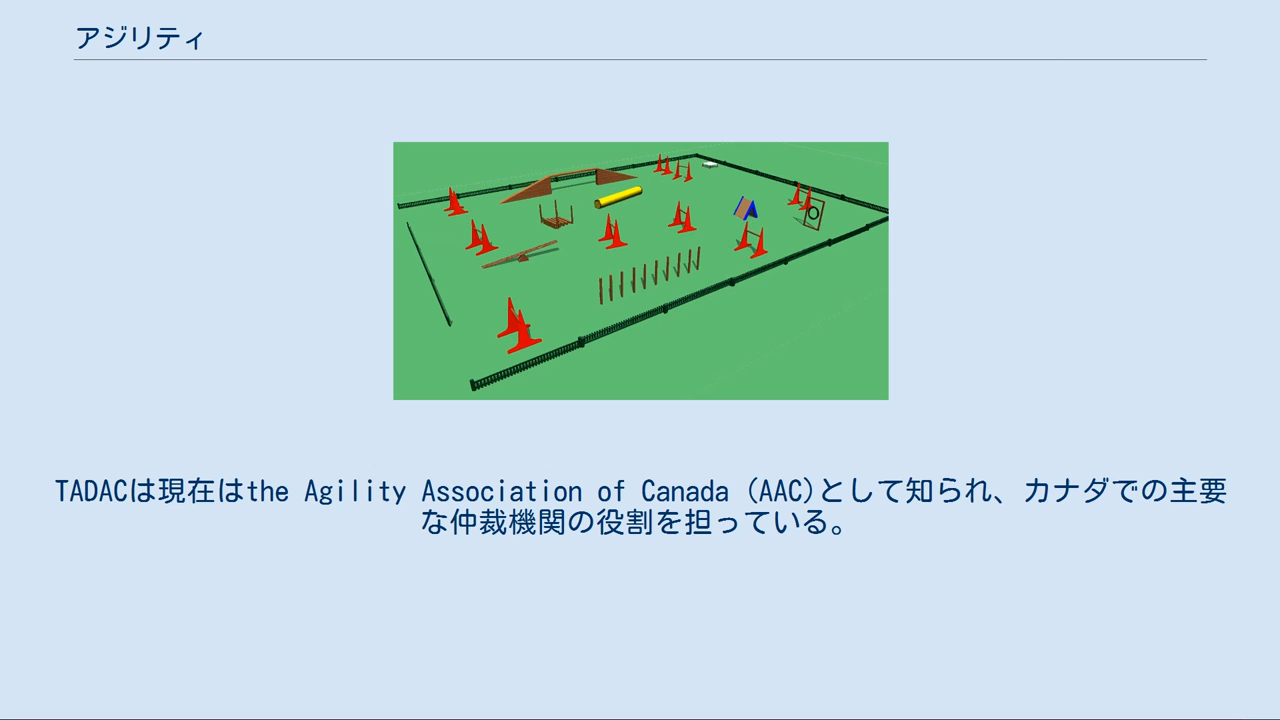 アジリティ
TADACは現在はthe Agility Association of Canada (AAC)として知られ、カナダでの主要
な仲裁機関の役割を担っている。